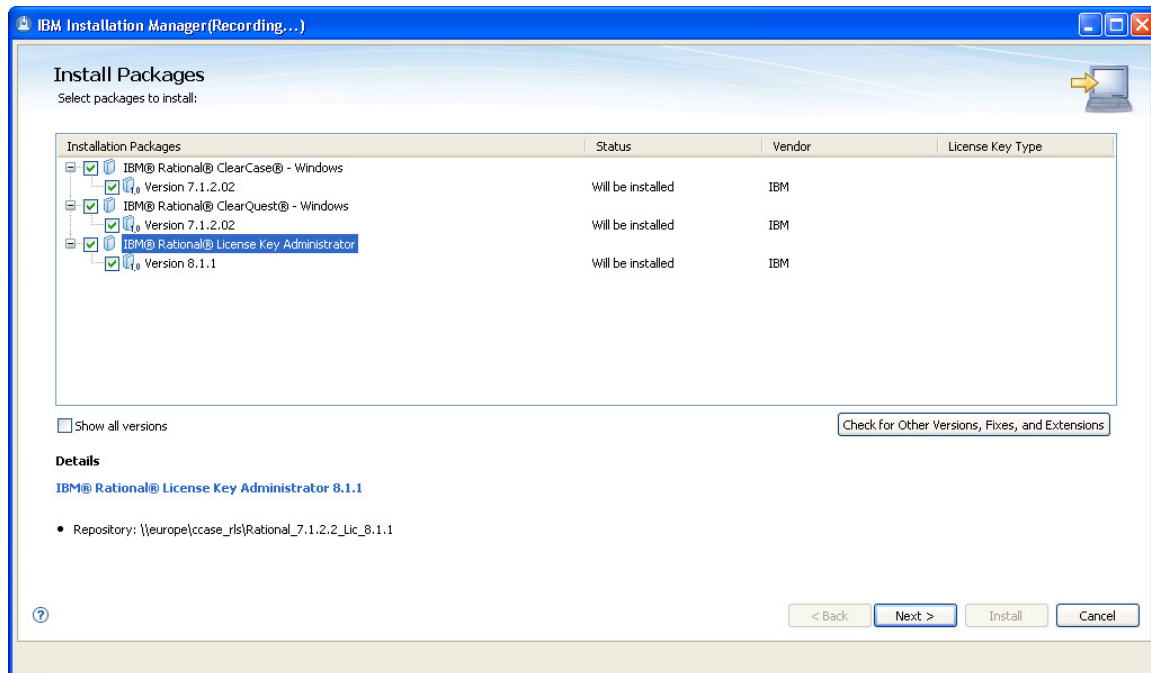 IBM Installation Manager(Recording...)
Install Packages
Select packages to install:
Installation Packages Status Vendor License Key Type
IBM® Rational® ClearCase® - Windows
Version 7.1.2.02 Will be installed IBM
IBM® Rational® ClearQuest® - Windows
Version 7.1.2.02 Will be installed IBM
IBM® Rational® License Key Administrator
Version 8.1.1 Will be installed IBM
Show all versions Check for Other Versions, Fixes, and Extensions
Details
IBM® Rational® License Key Administrator 8.1.1
• Repository: \\europe\ccase_rls\Rational_7.1.2.2_Lic_8.1.1
? < Back Next > Install Cancel